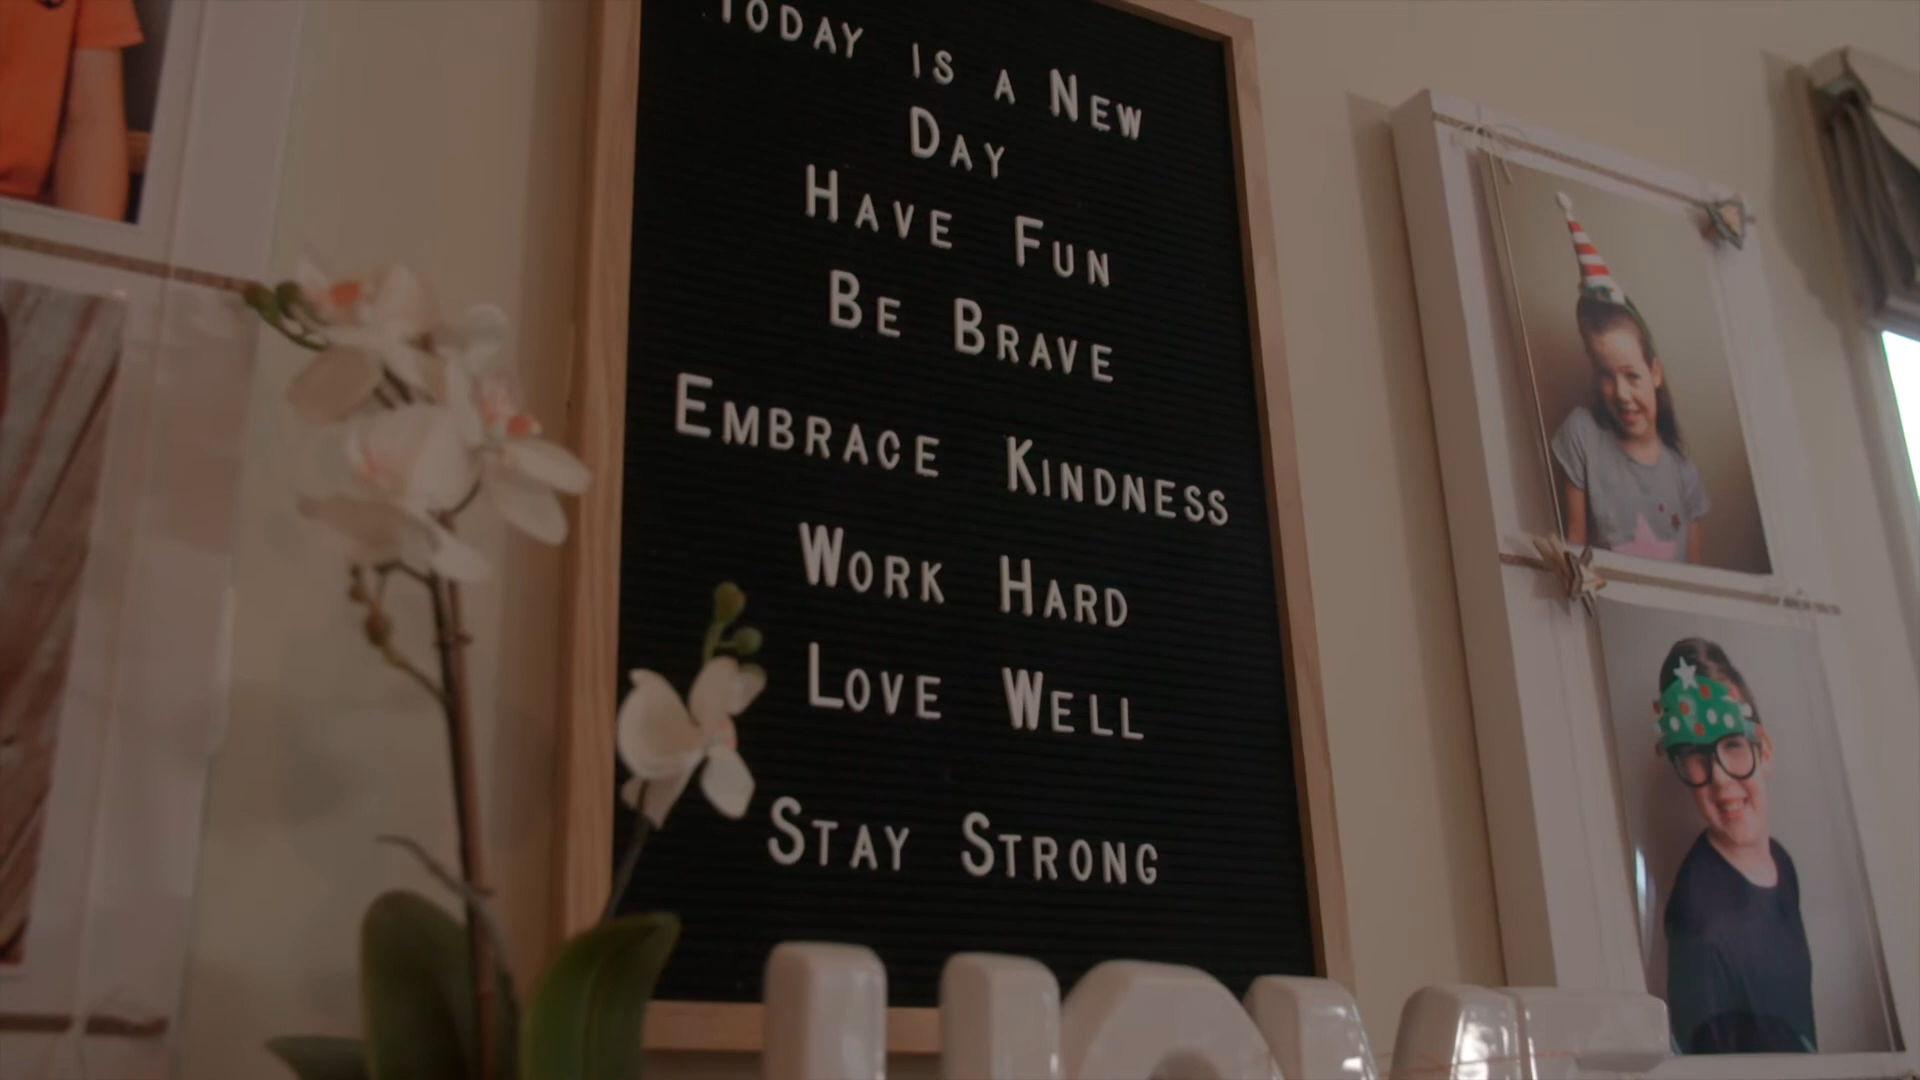 Today is a New
Day
Have Fun
Be Brave
Embrace Kindness
Work Hard
Love Well
Stay Strong